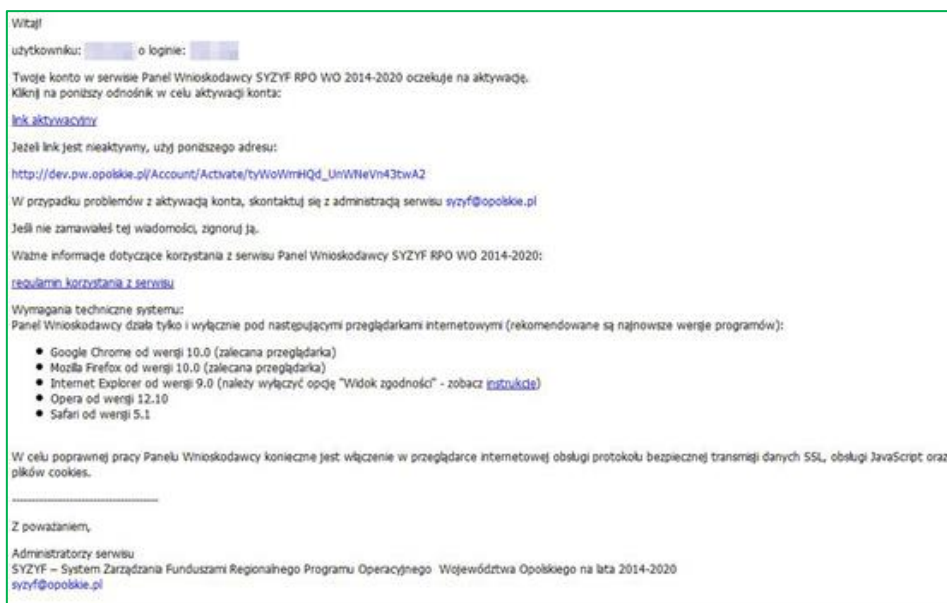 Witaj!
użytkowniku: o loginie:
Twoje konto w serwisie Panel Wnioskodawcy SYZYF RPO WO 2014-2020 oczekuje na aktywację.
Kliknij na poniższy odnośnik w celu aktywacji konta:
link aktywacyjny
Jeżeli link jest nieaktywny, użyj poniższego adresu:
http://dev.pw.opolskie.pl/Account/Activate/tyWoWmHQd_UnWNeVn43twA2
W przypadku problemów z aktywacją konta, skontaktuj się z administracją serwisu syzyf@opolskie.pl
Jeśli nie zamawiałeś tej wiadomości, zignoruj ją.
Ważne informacje dotyczące korzystania z serwisu Panel Wnioskodawcy SYZYF RPO WO 2014-2020:
regulamin korzystania z serwisu
Wymagania techniczne systemu:
Panel Wnioskodawcy działa tylko i wyłącznie pod następującymi przeglądarkami internetowymi (rekomendowane są najnowsze wersje programów):
● Google Chrome od wersji 10.0 (zalecana przeglądarka)
● Mozilla Firefox od wersji 10.0 (zalecana przeglądarka)
● Internet Explorer od wersji 9.0 (należy wyłączyć opcję "Widok zgodności" - zobacz instrukcję)
● Opera od wersji 12.10
● Safari od wersji 5.1
W celu poprawnej pracy Panelu Wnioskodawcy konieczne jest włączenie w przeglądarce internetowej obsługi protokołu bezpiecznej transmisji danych SSL, obsługi JavaScript oraz
plików cookies.
-------------------------------------
Z poważaniem,
Administratorzy serwisu
SYZYF – System Zarządzania Funduszami Regionalnego Programu Operacyjnego Województwa Opolskiego na lata 2014-2020
syzyf@opolskie.pl